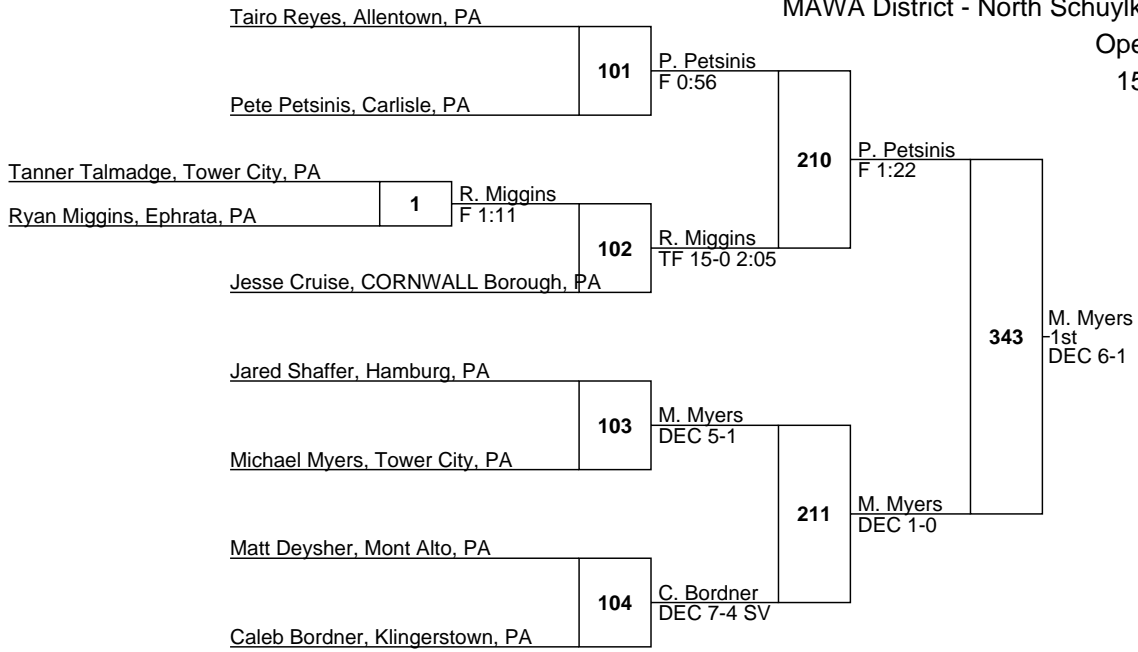 MAWA District - North Schuylk
Ope
15
Tairo Reyes, Allentown, PA
101
P. Petsinis
F 0:56
Pete Petsinis, Carlisle, PA
210
P. Petsinis
F 1:22
Tanner Talmadge, Tower City, PA
1
R. Miggins
F 1:11
Ryan Miggins, Ephrata, PA
102
R. Miggins
TF 15-0 2:05
Jesse Cruise, CORNWALL Borough, PA
343
M. Myers
1st
DEC 6-1
Jared Shaffer, Hamburg, PA
103
M. Myers
DEC 5-1
Michael Myers, Tower City, PA
211
M. Myers
DEC 1-0
Matt Deysher, Mont Alto, PA
104
C. Bordner
DEC 7-4 SV
Caleb Bordner, Klingerstown, PA